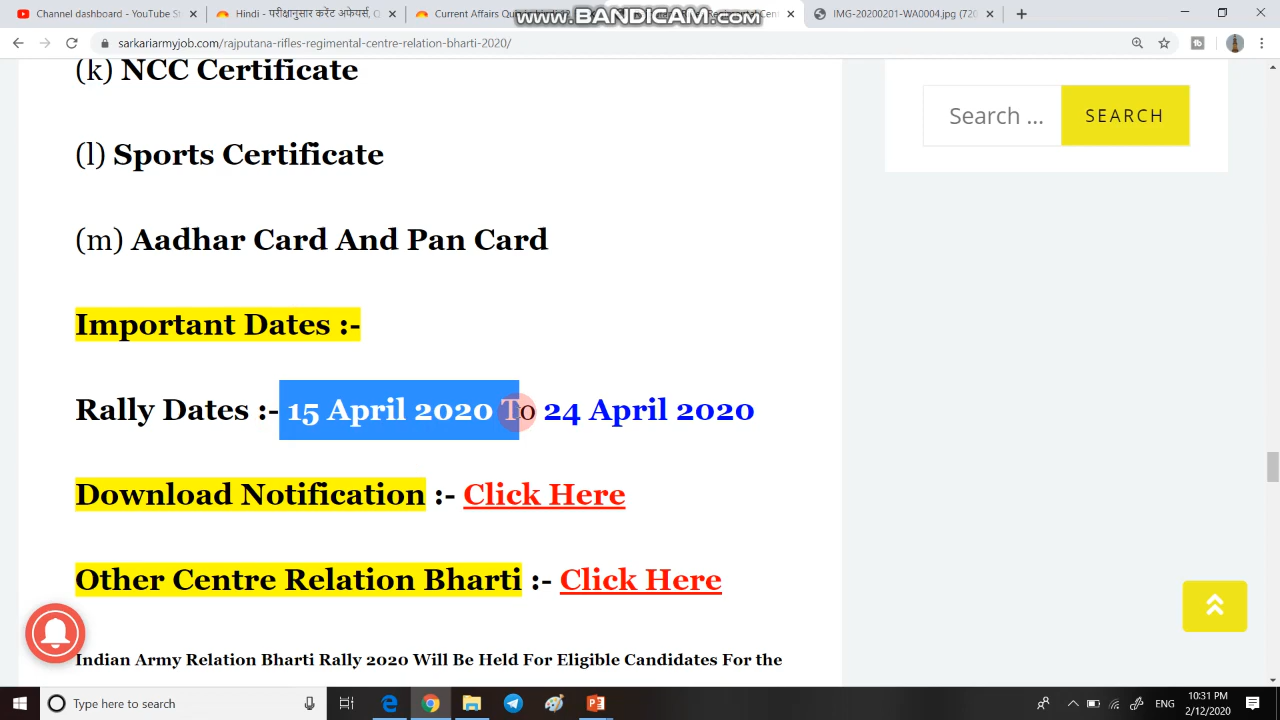 Channel dashboard - YouTube St
Hindi - परीक्षानुसार करेंट अफेयर्स, Q
Current Affairs Qu
WWW.BANDICAM.COM
IMG-20200201-WA0004.jpg (720
sarkariarmyjob.com/rajputana-rifles-regimental-centre-relation-bharti-2020/
(k) NCC Certificate
Search ...
SEARCH
(l) Sports Certificate
(m) Aadhar Card And Pan Card
Important Dates :-
Rally Dates :- 15 April 2020 To 24 April 2020
Download Notification :- Click Here
Other Centre Relation Bharti :- Click Here
Indian Army Relation Bharti Rally 2020 Will Be Held For Eligible Candidates For the
Type here to search
ENG
10:31 PM
2/12/2020